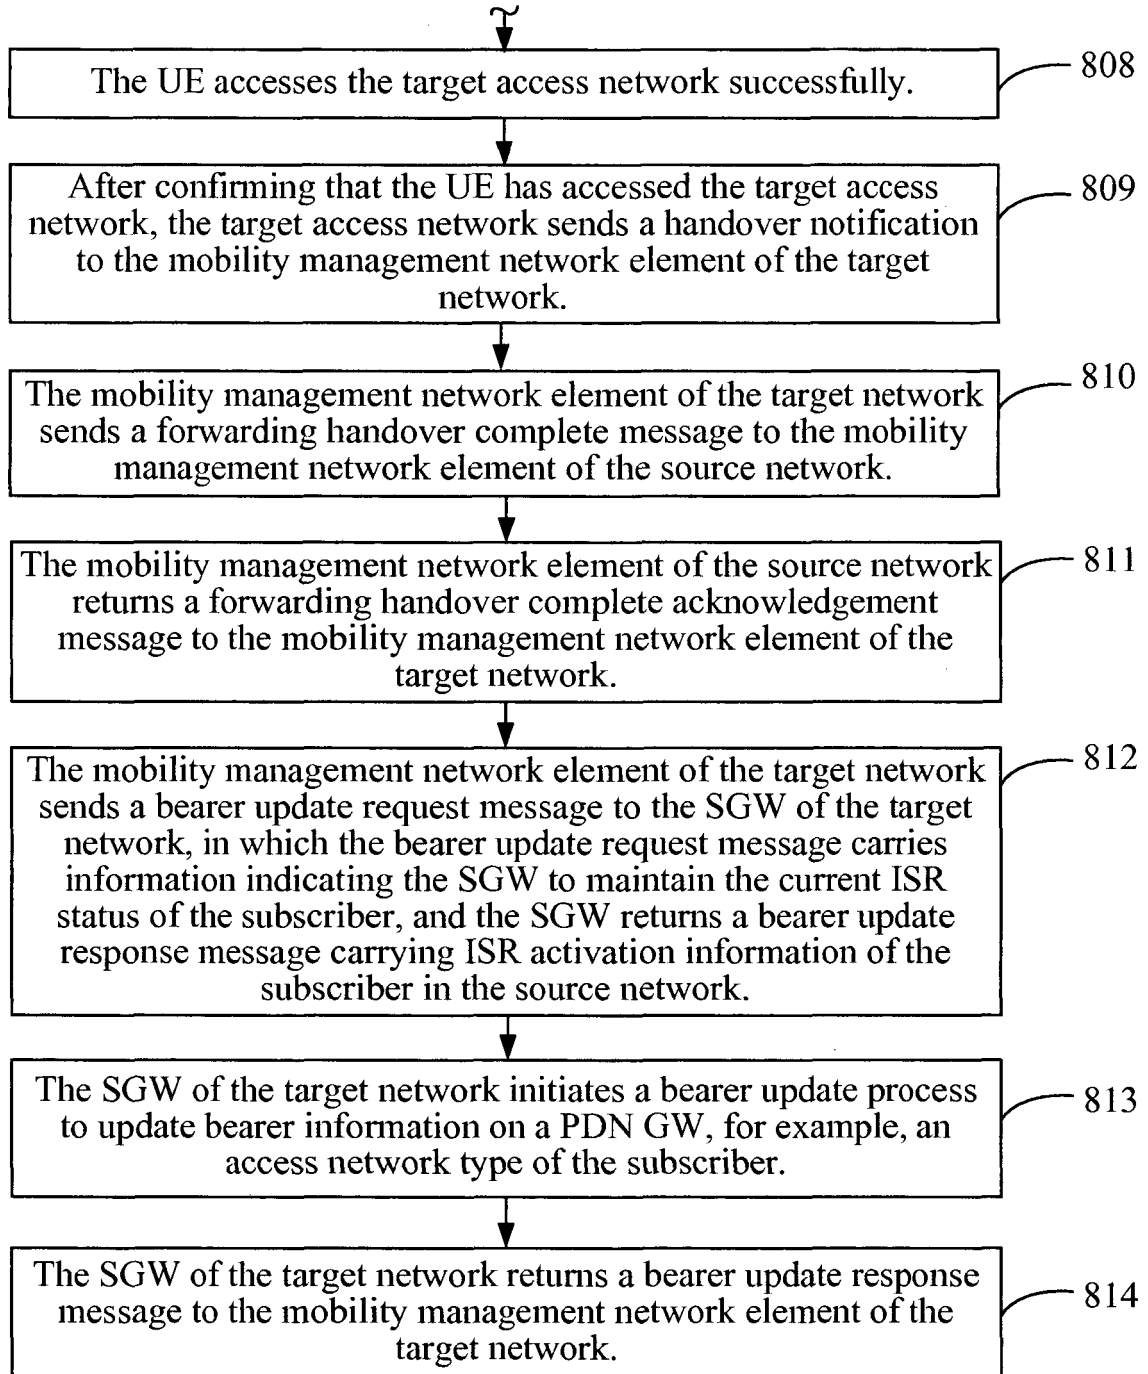 The UE accesses the target access network successfully.
808
After confirming that the UE has accessed the target access
network, the target access network sends a handover notification
to the mobility management network element of the target
network.
809
The mobility management network element of the target network
sends a forwarding handover complete message to the mobility
management network element of the source network.
810
The mobility management network element of the source network
returns a forwarding handover complete acknowledgement
message to the mobility management network element of the
target network.
811
The mobility management network element of the target network
sends a bearer update request message to the SGW of the target
network, in which the bearer update request message carries
information indicating the SGW to maintain the current ISR
status of the subscriber, and the SGW returns a bearer update
response message carrying ISR activation information of the
subscriber in the source network.
812
The SGW of the target network initiates a bearer update process
to update bearer information on a PDN GW, for example, an
access network type of the subscriber.
813
The SGW of the target network returns a bearer update response
message to the mobility management network element of the
target network.
814